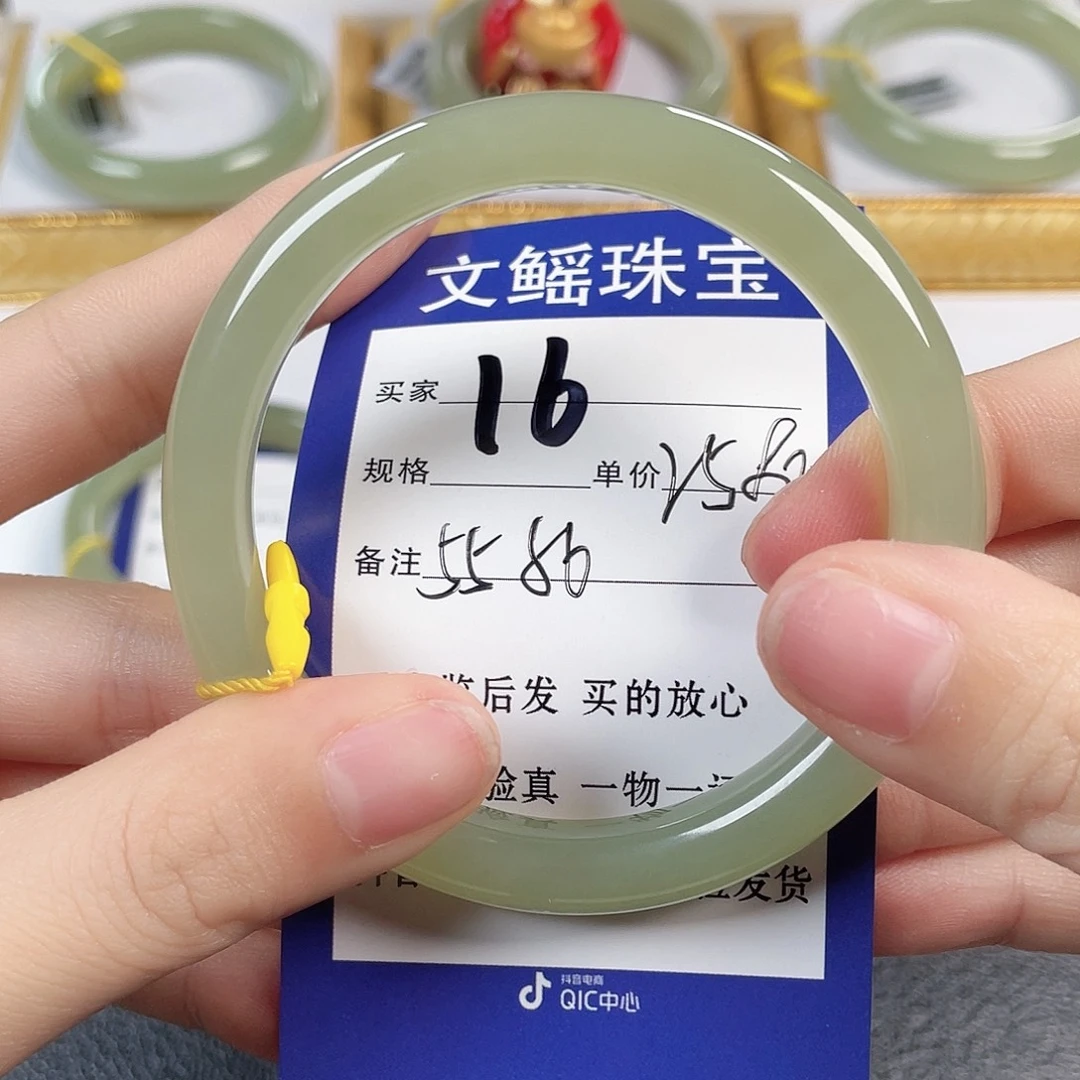 文鳐珠宝
买家 16
规格 单价
备注 5586
后发 买的放心
验真 一物一
发货
抖音电商
QIC中心